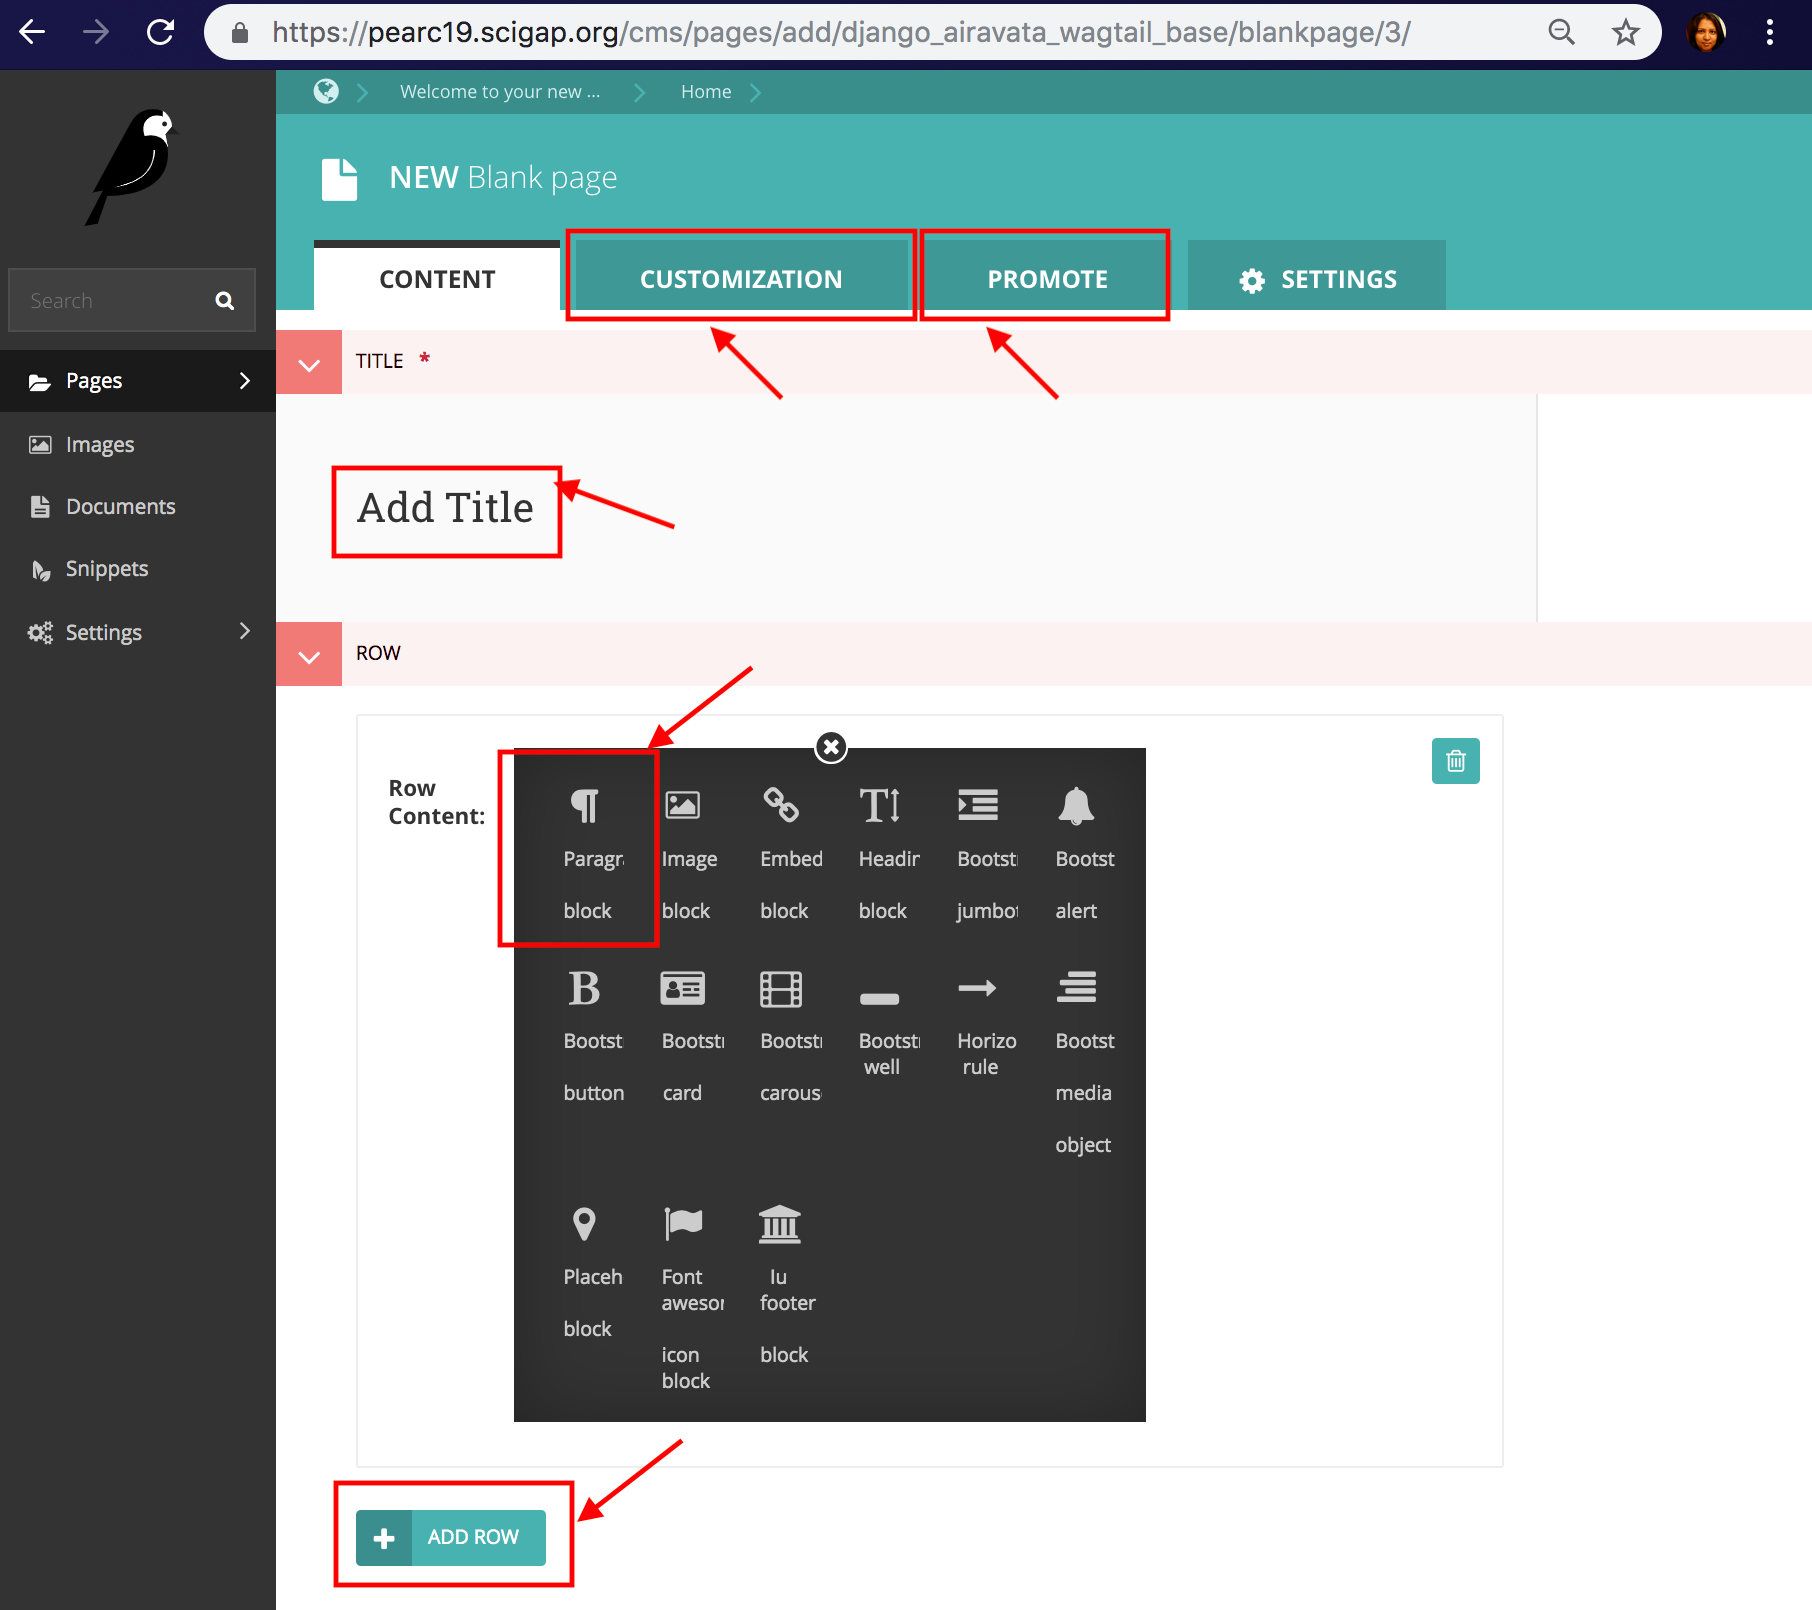 https://pearc19.scigap.org/cms/pages/add/django_airavata_wagtail_base/blankpage/3/
Welcome to your new ... Home
NEW Blank page
CONTENT CUSTOMIZATION PROMOTE SETTINGS
Search
TITLE *
Pages
Images
Documents
Snippets
Settings
Add Title
ROW
Row
Content:
Paragra Image Embed Headin Bootst Bootst
block block block block jumbot alert
Bootst Bootst Bootst Bootst Horizo Bootst
well rule
button card carous media
object
Placeh Font Iu
awesor footer
block
icon block
block
ADD ROW